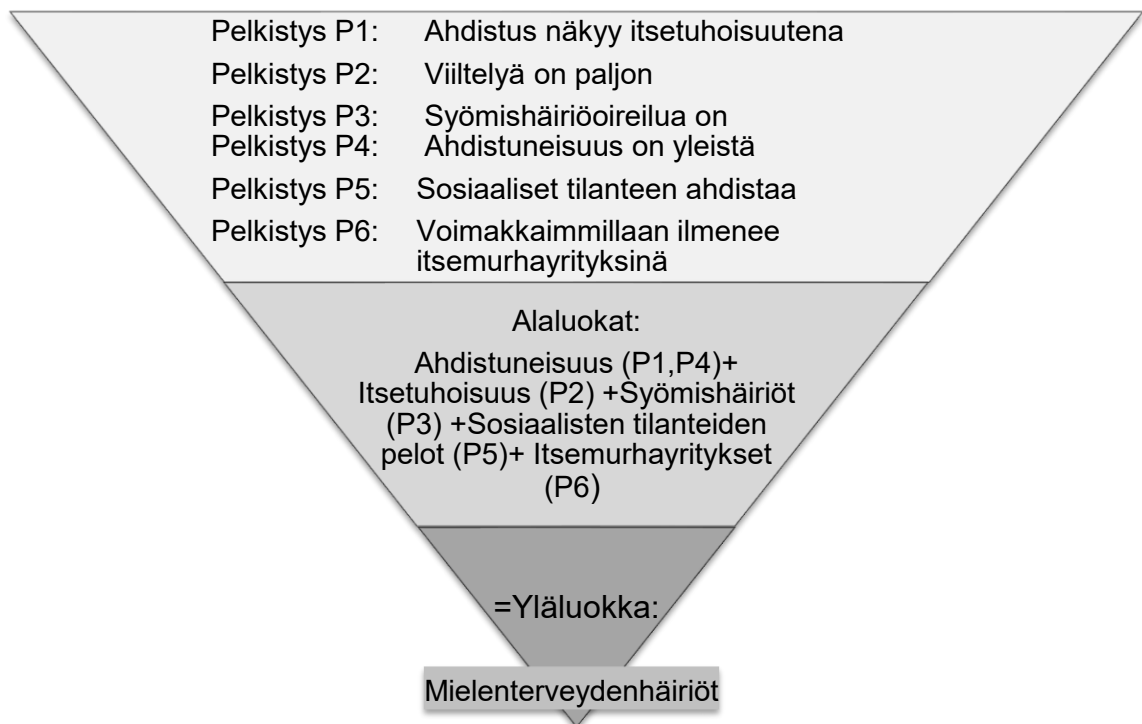 Pelkistys P1: Ahdistus näkyy itsetuhoisuutena
Pelkistys P2: Viiltelyä on paljon
Pelkistys P3: Syömishäiriöoireilua on
Pelkistys P4: Ahdistuneisuus on yleistä
Pelkistys P5: Sosiaaliset tilanteen ahdistaa
Pelkistys P6: Voimakkaimmillaan ilmenee
itsemurhayrityksinä
Alaluokat:
Ahdistuneisuus (P1,P4)+
Itsetuhoisuus (P2) +Syömishäiriöt
(P3) +Sosiaalisten tilanteiden
pelot (P5)+ Itsemurhayritykset
(P6)
=Yläluokka:
Mielenterveydenhäiriöt